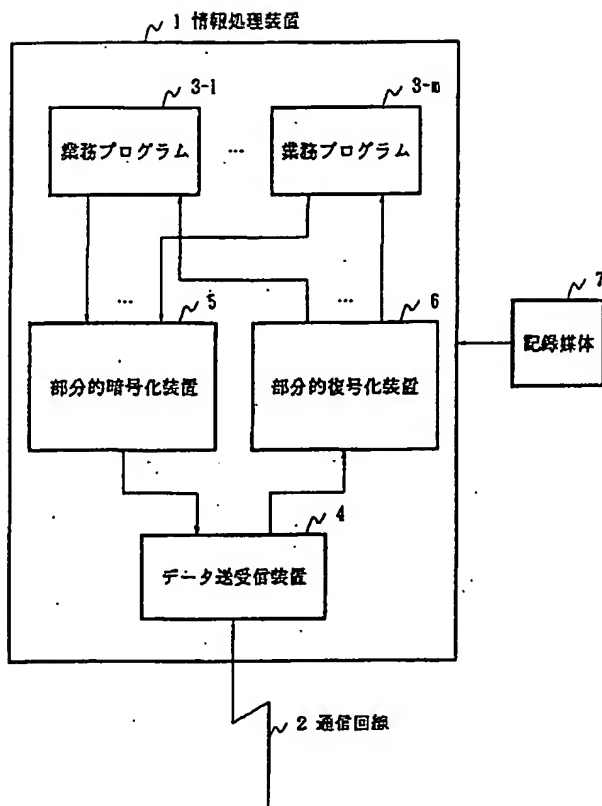 1 情報処理装置
3-1
3-m
業務プログラム
…
業務プログラム
…
5
…
6
7
部分的暗号化装置
部分的復号化装置
記録媒体
4
データ送受信装置
2 通信回線